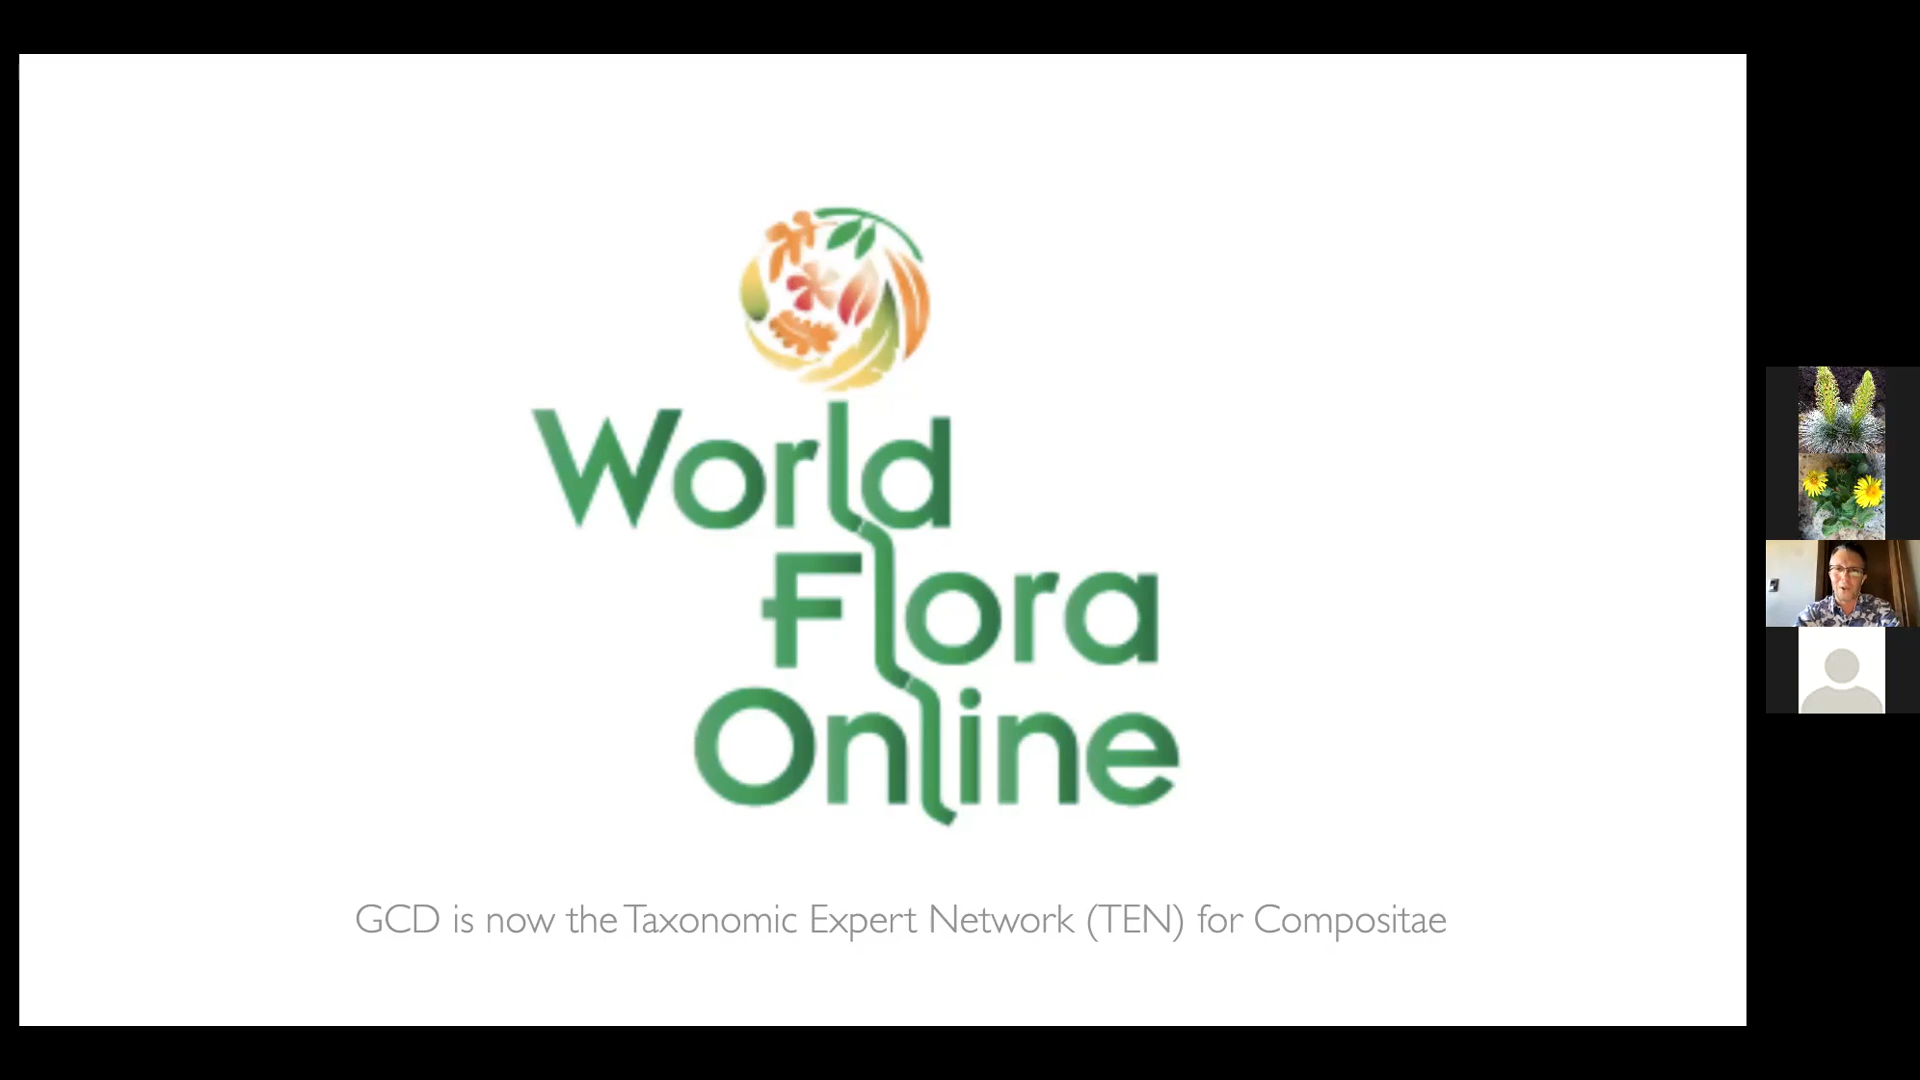 World
Flora
Online
GCD is now the Taxonomic Expert Network (TEN) for Compositae